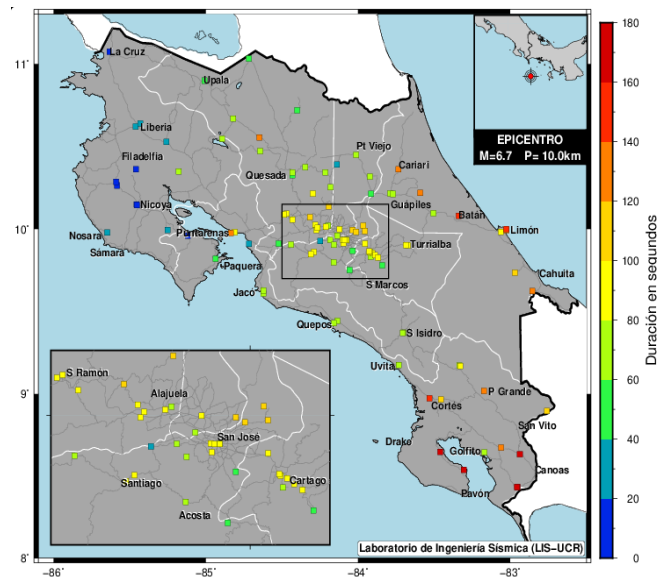 11°
10°
9°
8°
−86
−85
−84
−83
La Cruz
Upala
Liberia
Pt Viejo
Filadelfia
Quesada
Cariari
Nicoya
Guápiles
Batán
Nosara
Puntarenas
Limón
Sámara
Turrialba
Paquera
Cahuita
S Marcos
Jacó
Quepos
S Isidro
Uvita
P Grande
Cortés
San Vito
Drake
Golfito
Canoas
Pavón
EPICENTRO
M=6.7 P= 10.0km
S Ramón
Alajuela
San José
Santiago
Cartago
Acosta
Laboratorio de Ingeniería Sísmica (LIS−UCR)
180
160
140
120
100
80
60
40
20
0
Duración en segundos